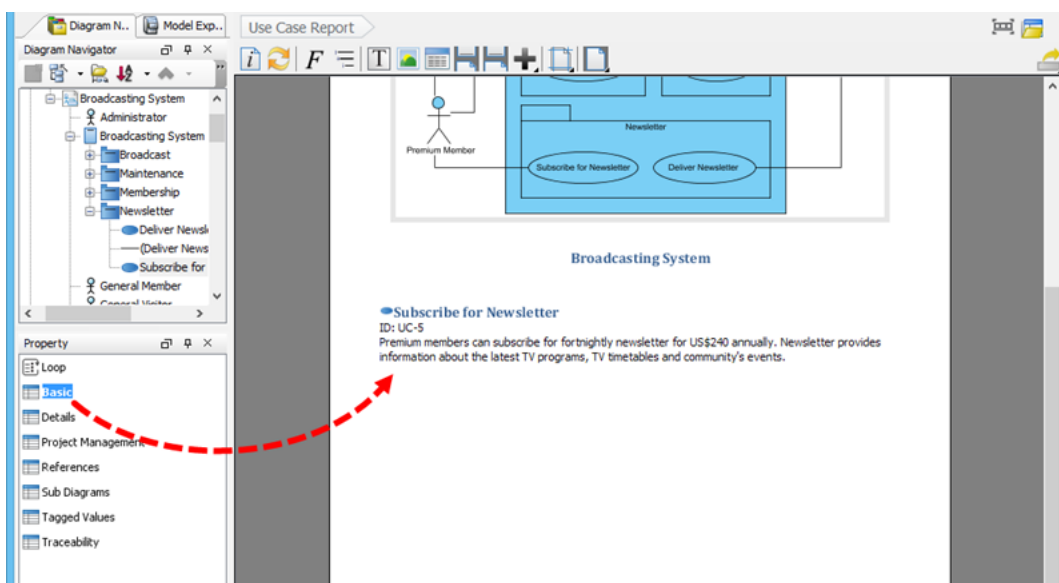 Diagram N..
Model Exp..
Use Case Report
Diagram Navigator
Broadcasting System
Administrator
Broadcasting System
Broadcast
Maintenance
Membership
Newsletter
Deliver Newsl
(Deliver News
Subscribe for
General Member
General Visitor
Property
Loop
Basic
Details
Project Management
References
Sub Diagrams
Tagged Values
Traceability
Newsletter
Premium Member
Subscribe for Newsletter
Deliver Newsletter
Broadcasting System
Subscribe for Newsletter
ID: UC-5
Premium members can subscribe for fortnightly newsletter for US$240 annually. Newsletter provides
information about the latest TV programs, TV timetables and community's events.